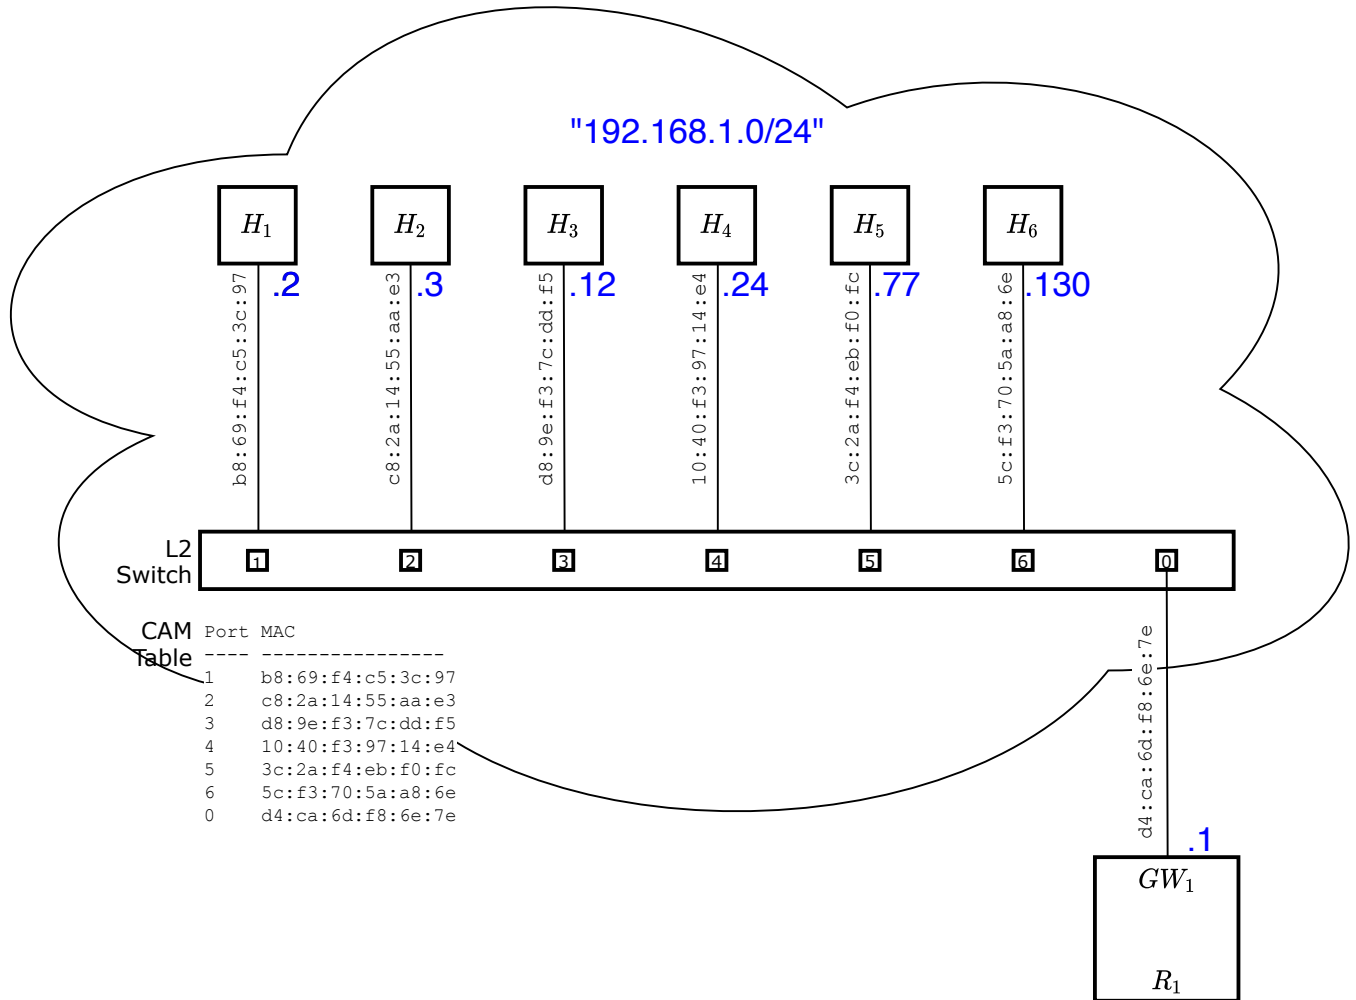 "192.168.1.0/24"
H₁ H₂ H₃ H₄ H₅ H₆
.2 .3 .12 .24 .77 .130
b8:69:f4:c5:3c:97
c8:2a:14:55:aa:e3
d8:9e:f3:7c:dd:f5
10:40:f3:97:14:e4
3c:2a:f4:eb:f0:fc
5c:f3:70:5a:a8:6e
L2
Switch
1 2 3 4 5 6 0
CAM
Table
Port MAC
---- ----------------
1 b8:69:f4:c5:3c:97
2 c8:2a:14:55:aa:e3
3 d8:9e:f3:7c:dd:f5
4 10:40:f3:97:14:e4
5 3c:2a:f4:eb:f0:fc
6 5c:f3:70:5a:a8:6e
0 d4:ca:6d:f8:6e:7e
d4:ca:6d:f8:6e:7e
.1
GW₁
R₁